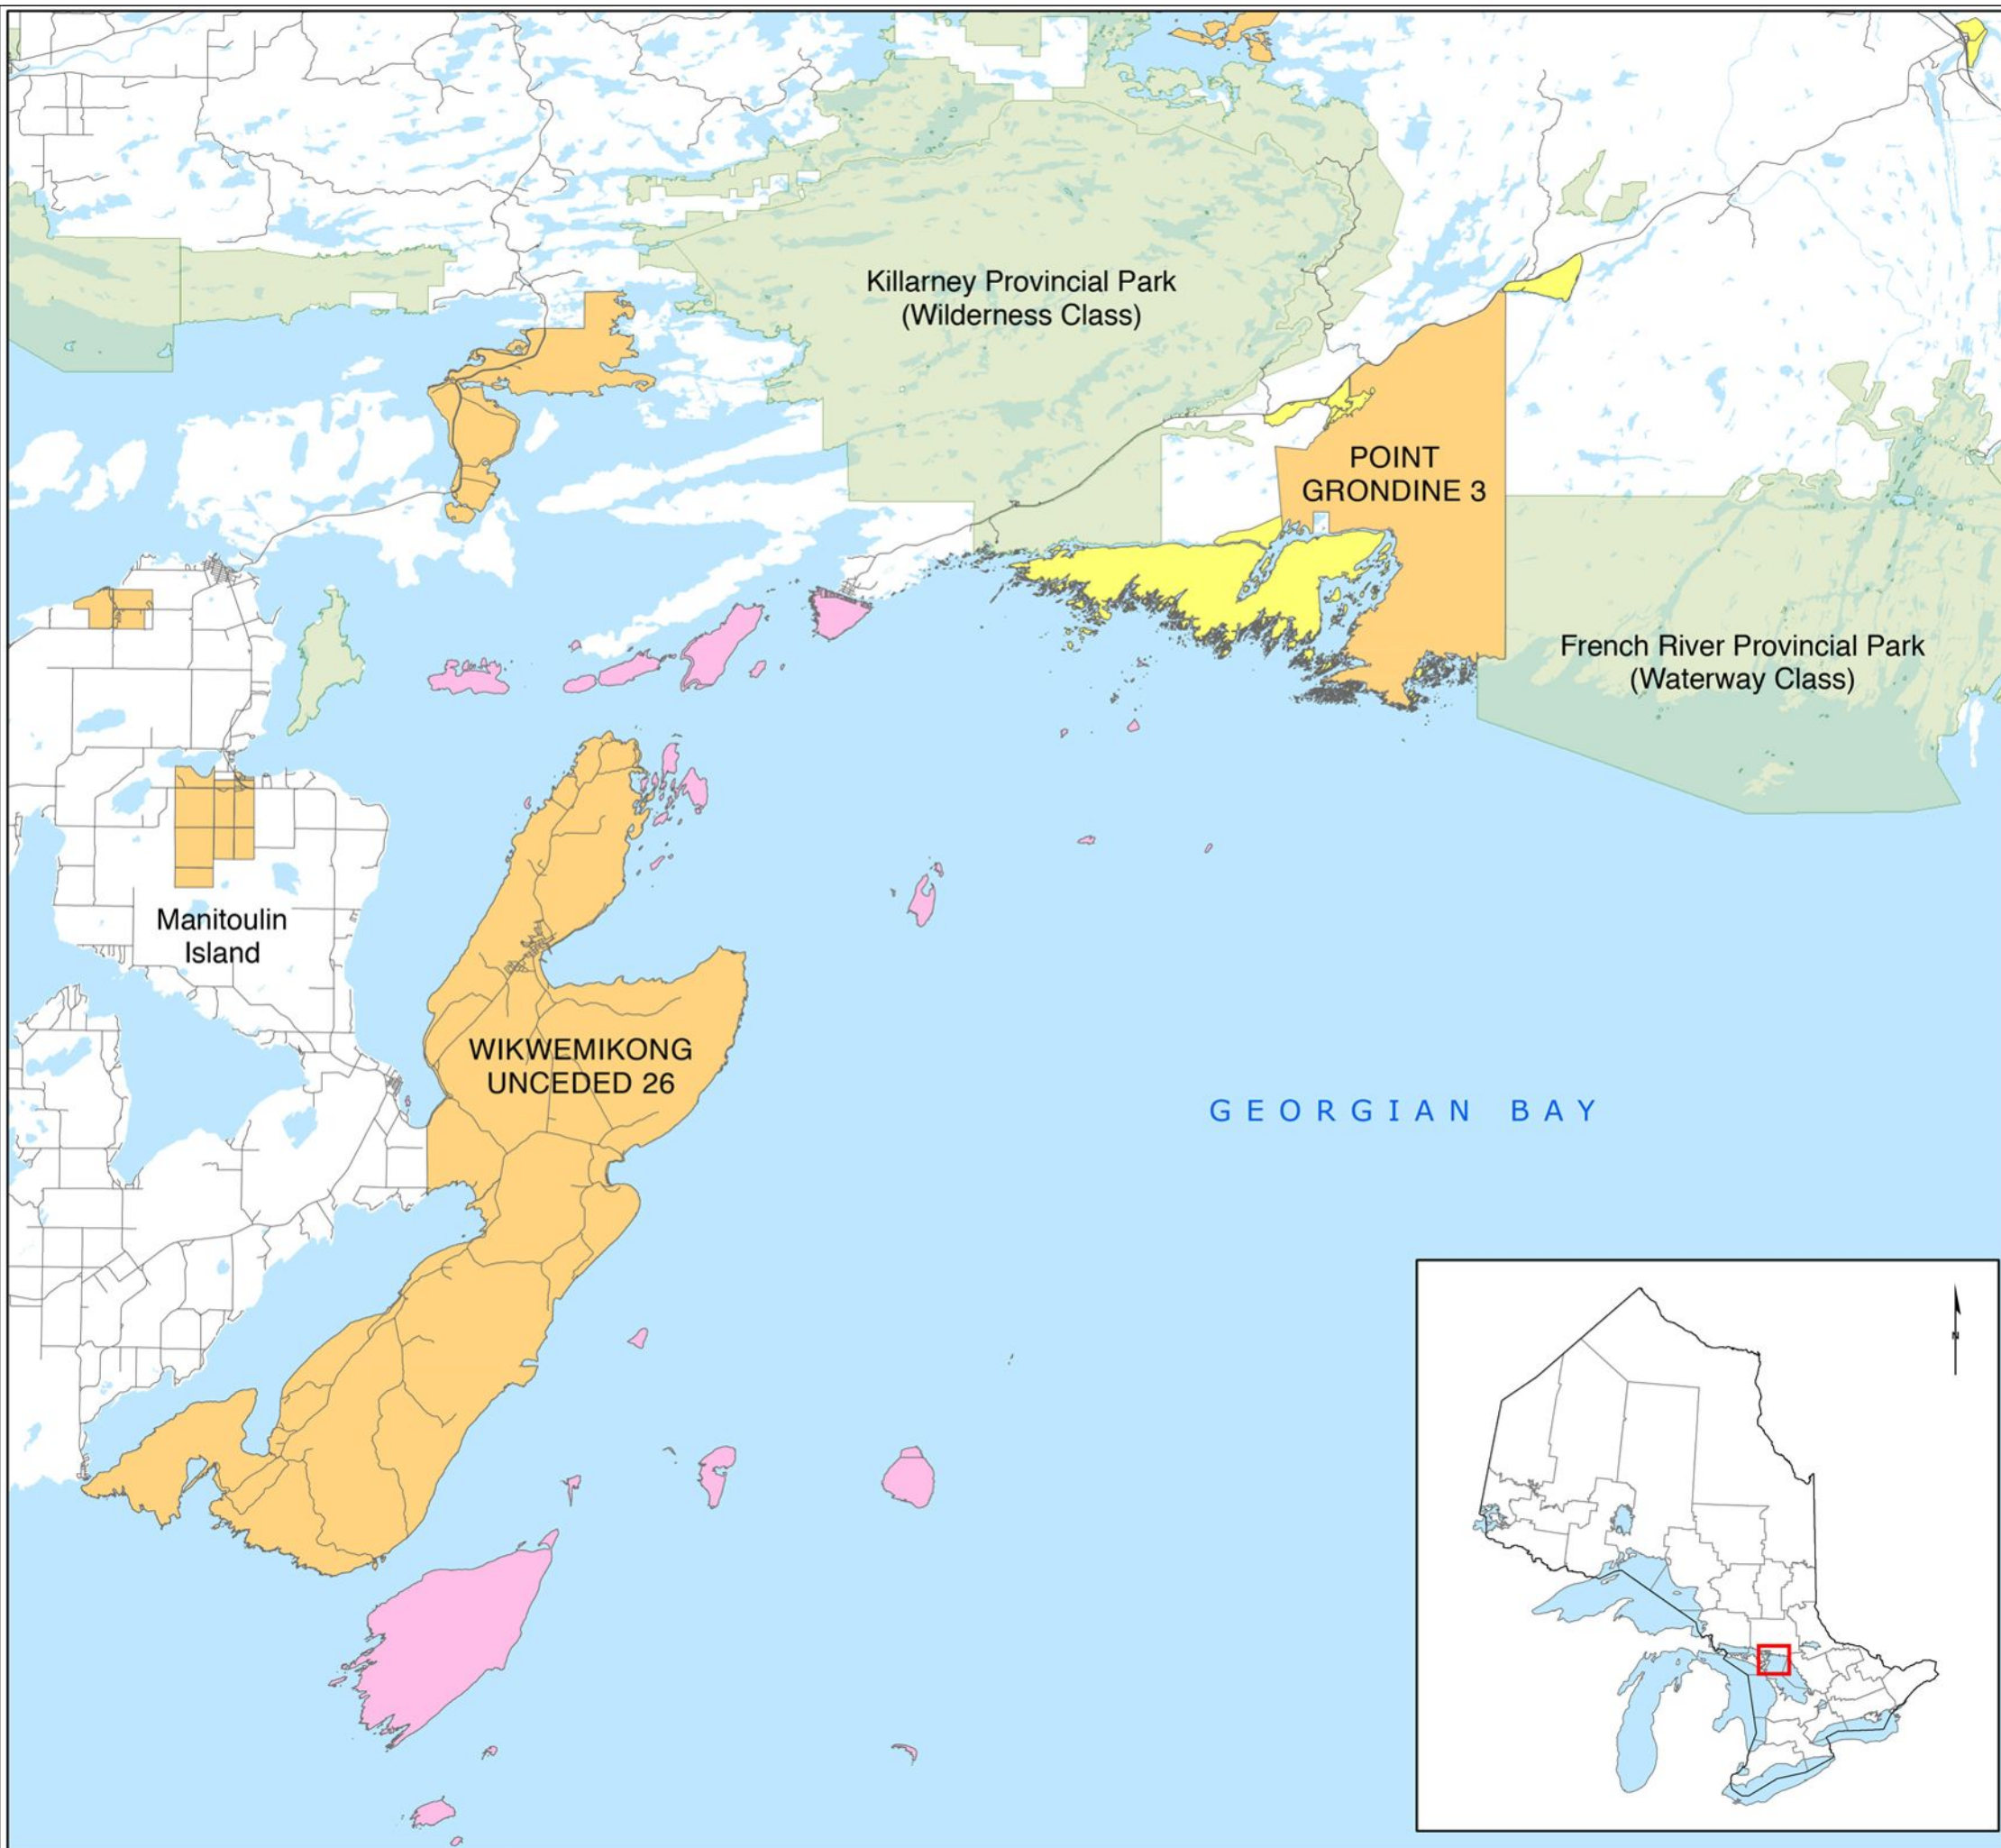 Killarney Provincial Park
(Wilderness Class)
POINT
GRONDINE 3
French River Provincial Park
(Waterway Class)
Manitoulin
Island
WIKWEMIKONG
UNCEDED 26
GEORGIAN BAY
N